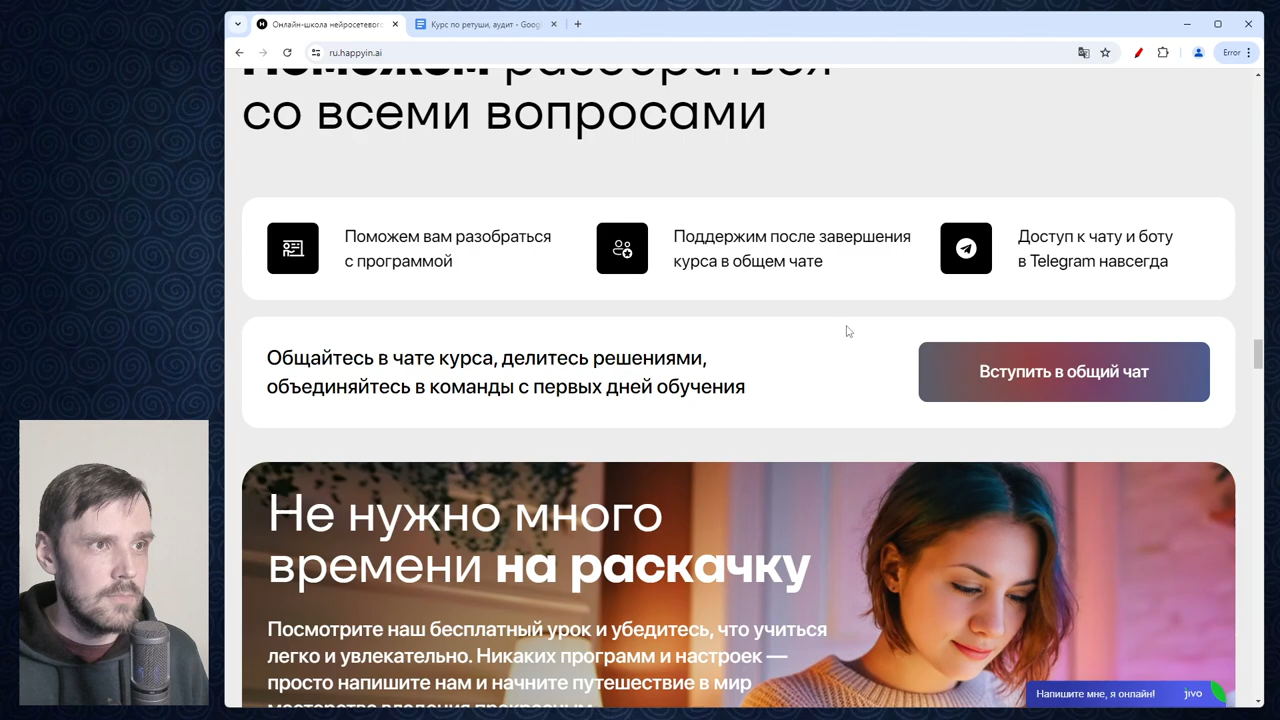 Онлайн-школа нейросетевого
Курс по ретуши, аудит - Goog
ru.happyin.ai
Error
Поможем разобраться
со всеми вопросами
Поможем вам разобраться
с программой
Поддержим после завершения
курса в общем чате
Доступ к чату и боту
в Telegram навсегда
Общайтесь в чате курса, делитесь решениями,
объединяйтесь в команды с первых дней обучения
Вступить в общий чат
Не нужно много
времени на раскачку
Посмотрите наш бесплатный урок и убедитесь, что учиться
легко и увлекательно. Никаких программ и настроек —
просто напишите нам и начните путешествие в мир
Напишите мне, я онлайн!
jivo